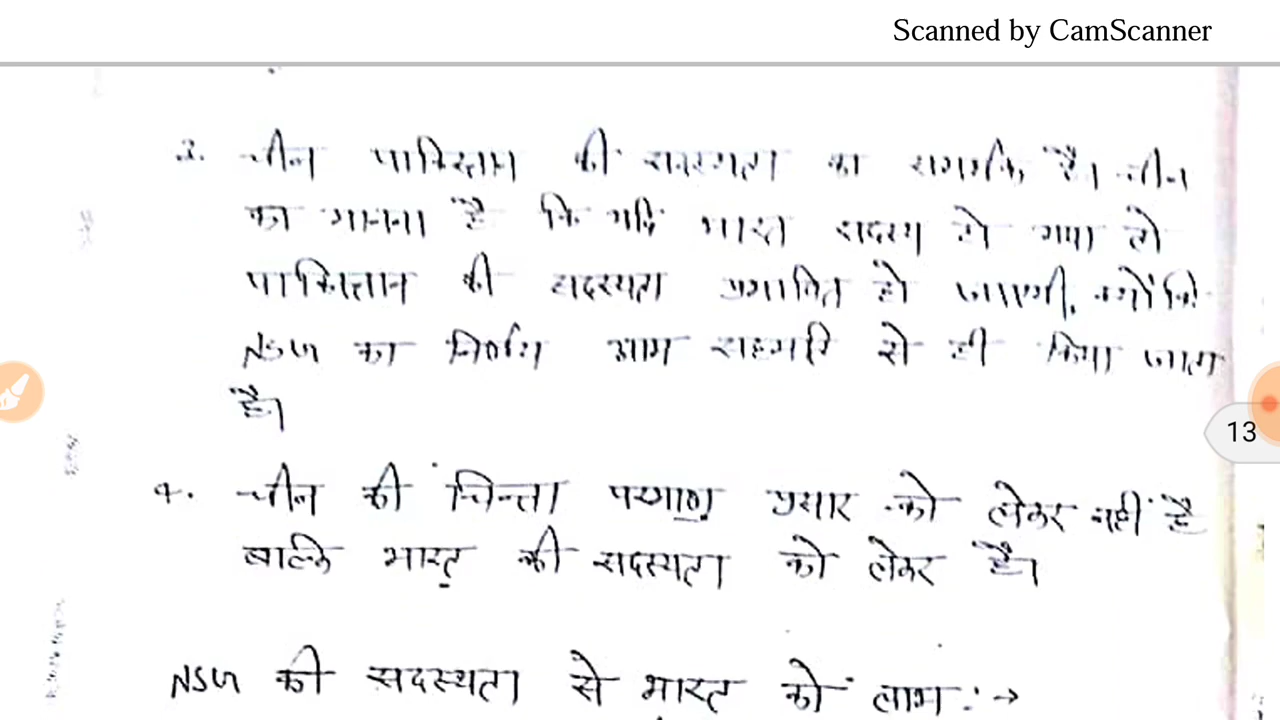 Scanned by CamScanner
3. चीन पाकिस्तान की सदस्यता का समर्थक है। चीन
का मानना है कि यदि भारत सदस्य हो गया तो
पाकिस्तान की सदस्यता प्रभावित हो जाएगी, क्योंकि
NSG का निर्णय आम सहमति से ही किया जाता
है।
13
4. चीन की चिन्ता परमाणु प्रसार को लेकर नहीं है
बल्कि भारत की सदस्यता को लेकर है।
NSG की सदस्यता से भारत को लाभ :→